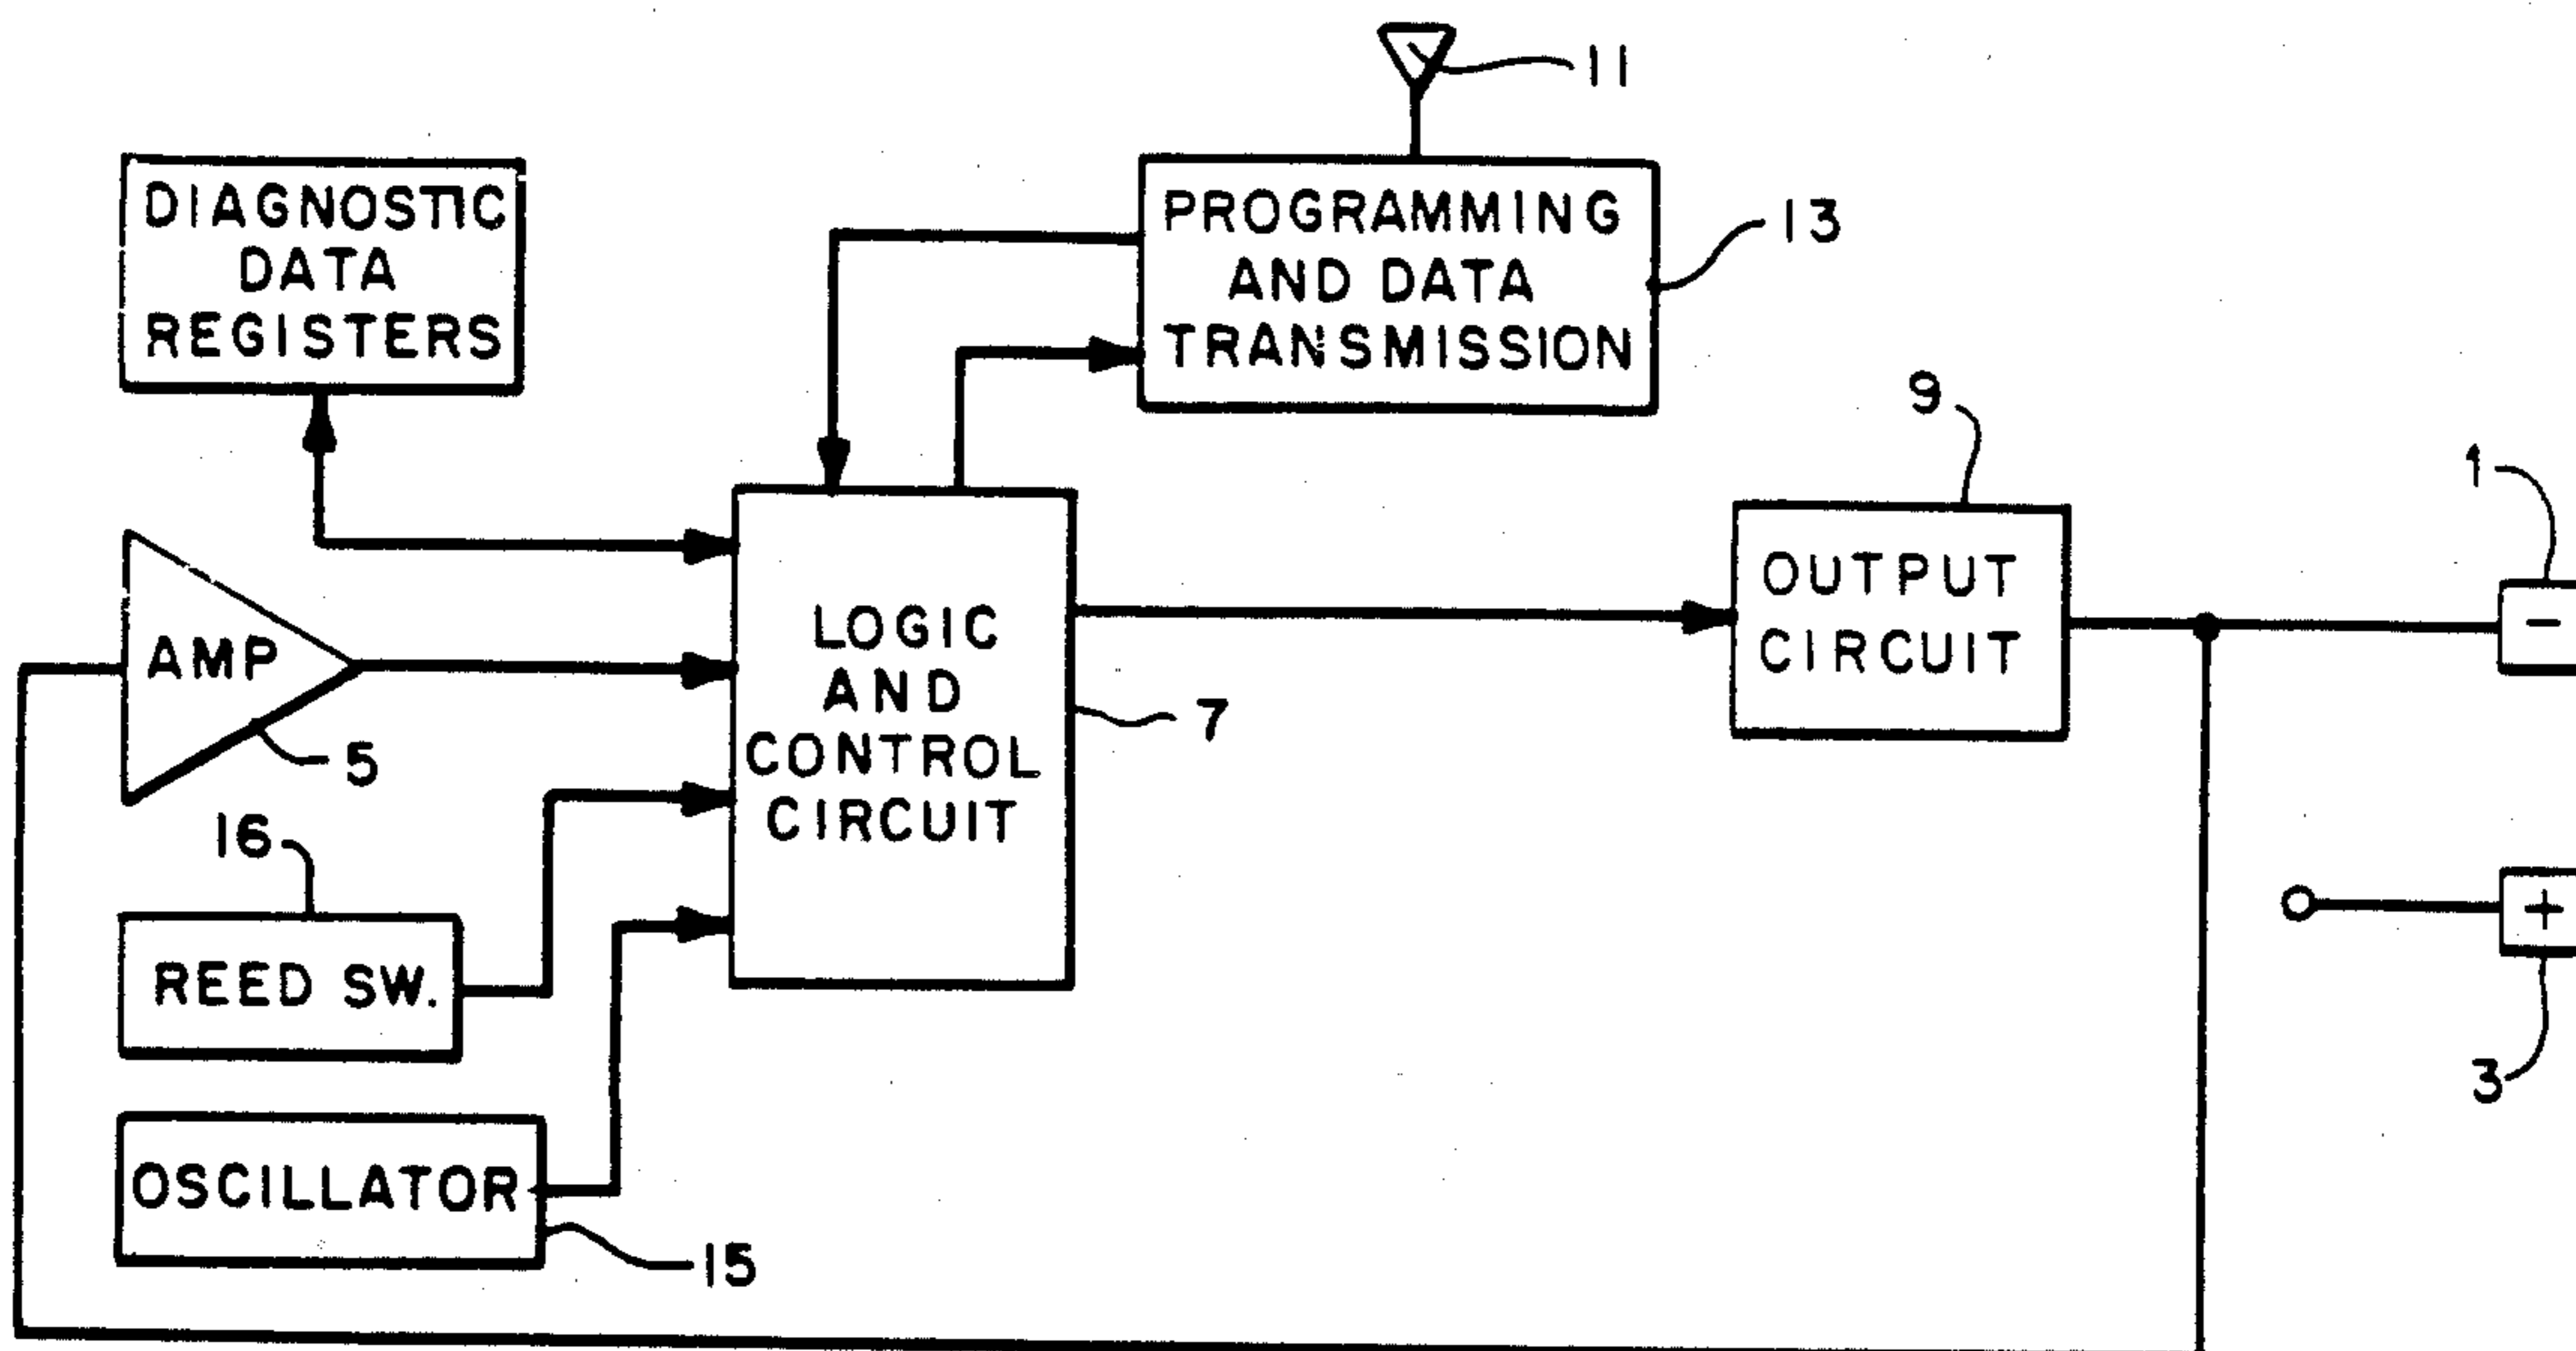 11
DIAGNOSTIC
DATA
REGISTERS
PROGRAMMING
AND DATA
TRANSMISSION
13
9
1
OUTPUT
CIRCUIT
-
AMP
5
LOGIC
AND
CONTROL
CIRCUIT
7
16
REED SW.
+
3
OSCILLATOR
15